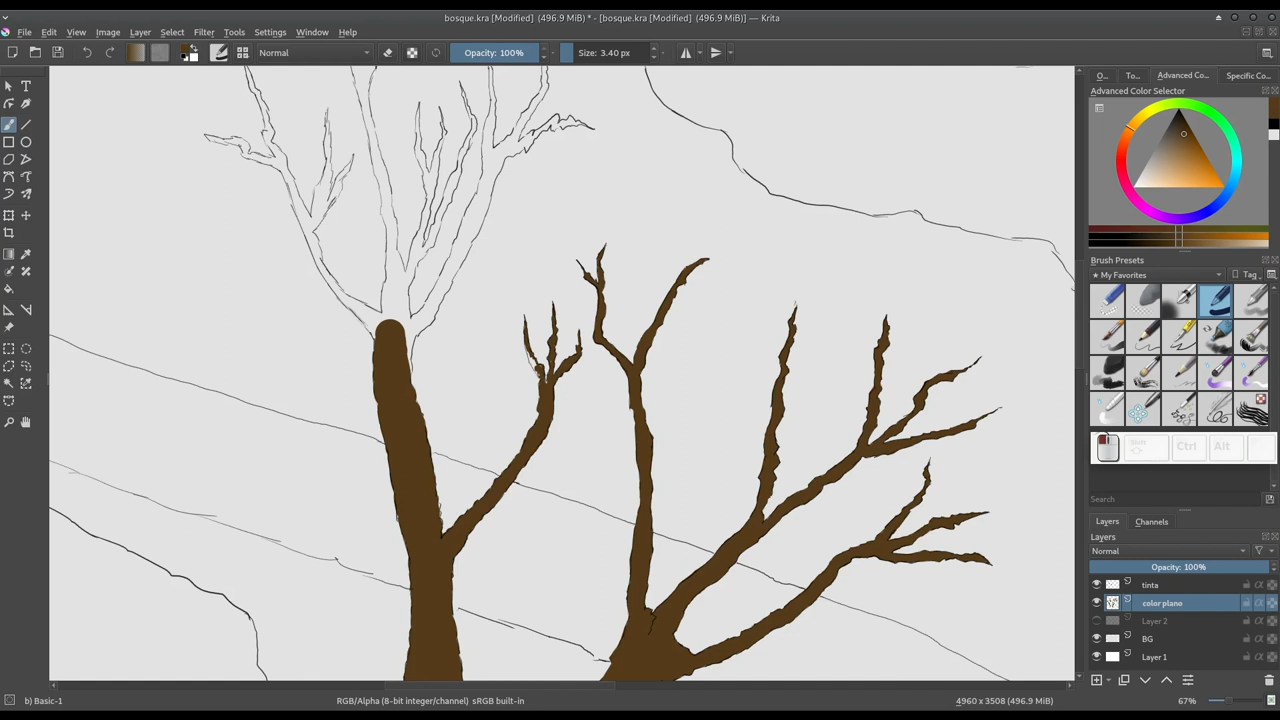 bosque.kra [Modified] (496.9 MiB) * - [bosque.kra [Modified] (496.9 MiB)] — Krita
File Edit View Image Layer Select Filter Tools Settings Window Help
Normal Opacity: 100% Size: 3.40 px
O... To... Advanced Co... Specific Co...
Advanced Color Selector
Brush Presets
My Favorites Tag
Shift Ctrl Alt
Search
Layers Channels
Layers
Normal
Opacity: 100%
tinta
color plano
Layer 2
BG
Layer 1
b) Basic-1 RGB/Alpha (8-bit integer/channel) sRGB built-in 4960 x 3508 (496.9 MiB) 67%